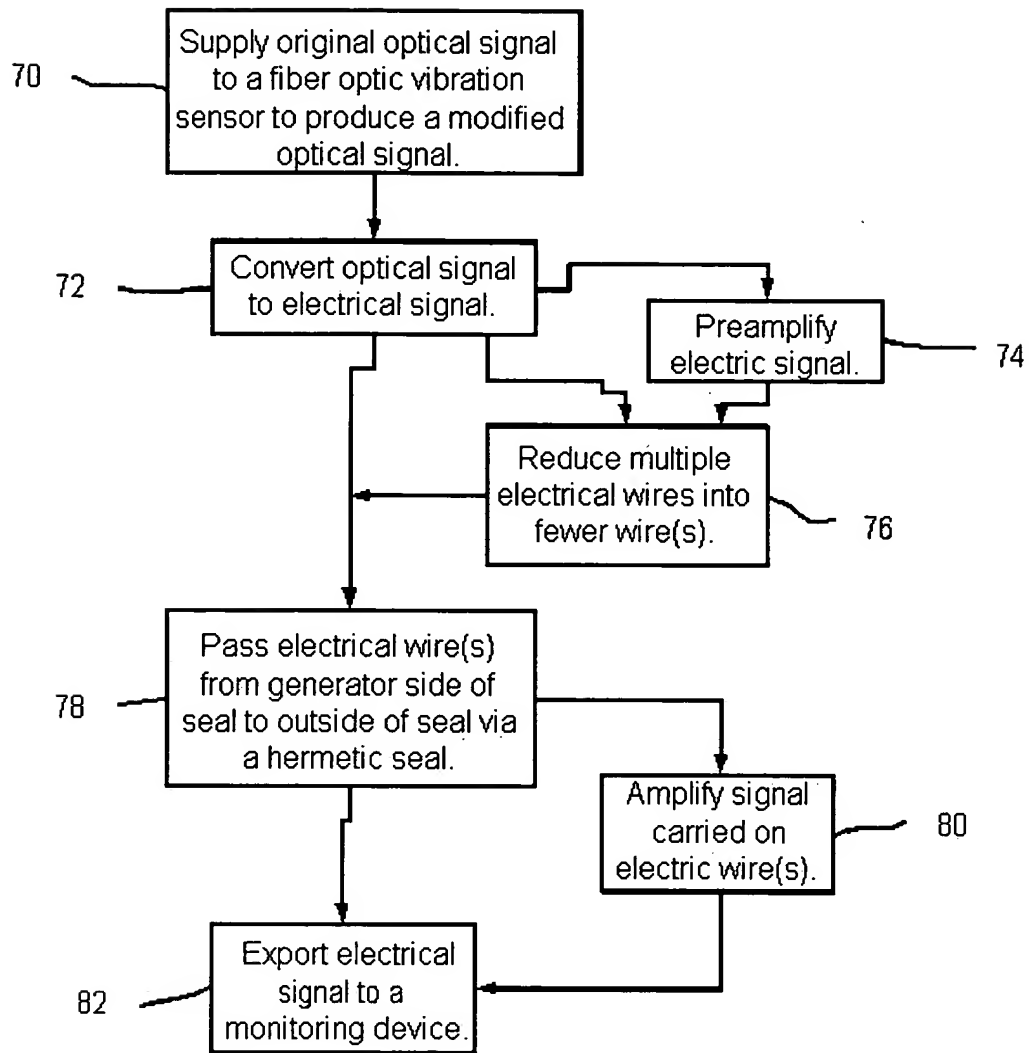 70
Supply original optical signal
to a fiber optic vibration
sensor to produce a modified
optical signal.
72
Convert optical signal
to electrical signal.
Preamplify
electric signal.
74
Reduce multiple
electrical wires into
fewer wire(s).
76
78
Pass electrical wire(s)
from generator side of
seal to outside of seal via
a hermetic seal.
Amplify signal
carried on
electric wire(s).
80
82
Export electrical
signal to a
monitoring device.